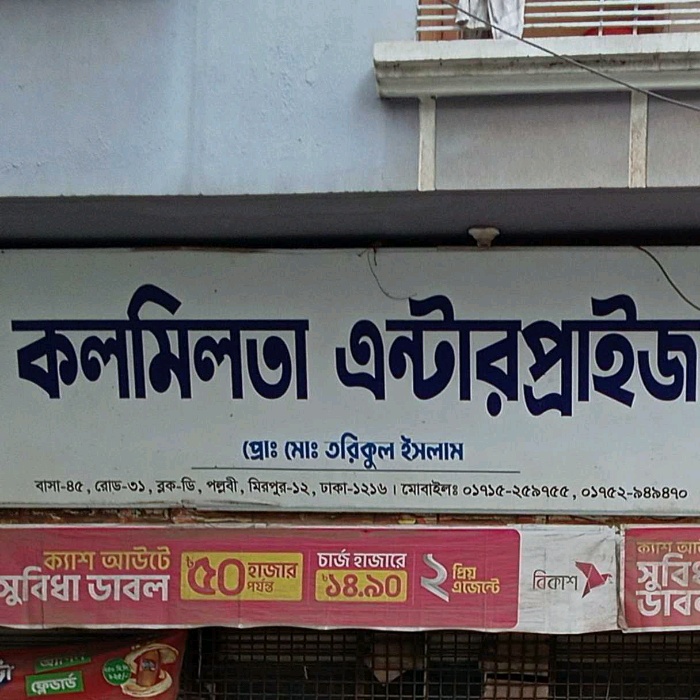 কলমিলতা এন্টারপ্রাইজ
প্রোঃ মোঃ তরিকুল ইসলাম
বাসা-৪৫, রোড-৩১, ব্লক-ডি, পল্লবী, মিরপুর-১২, ঢাকা-১২১৬। মোবাইলঃ ০১৭১৫-২৫৯৭৫৫, ০১৭৫২-৯৪৯৪৭০
ক্যাশ আউটে
সুবিধা ডাবল
৳৫০ হাজার পর্যন্ত
চার্জ হাজারে
৳১৪.৯০
২ প্রিয় এজেন্টে
বিকাশ
ক্যাশ
ফ্লেভার্ড